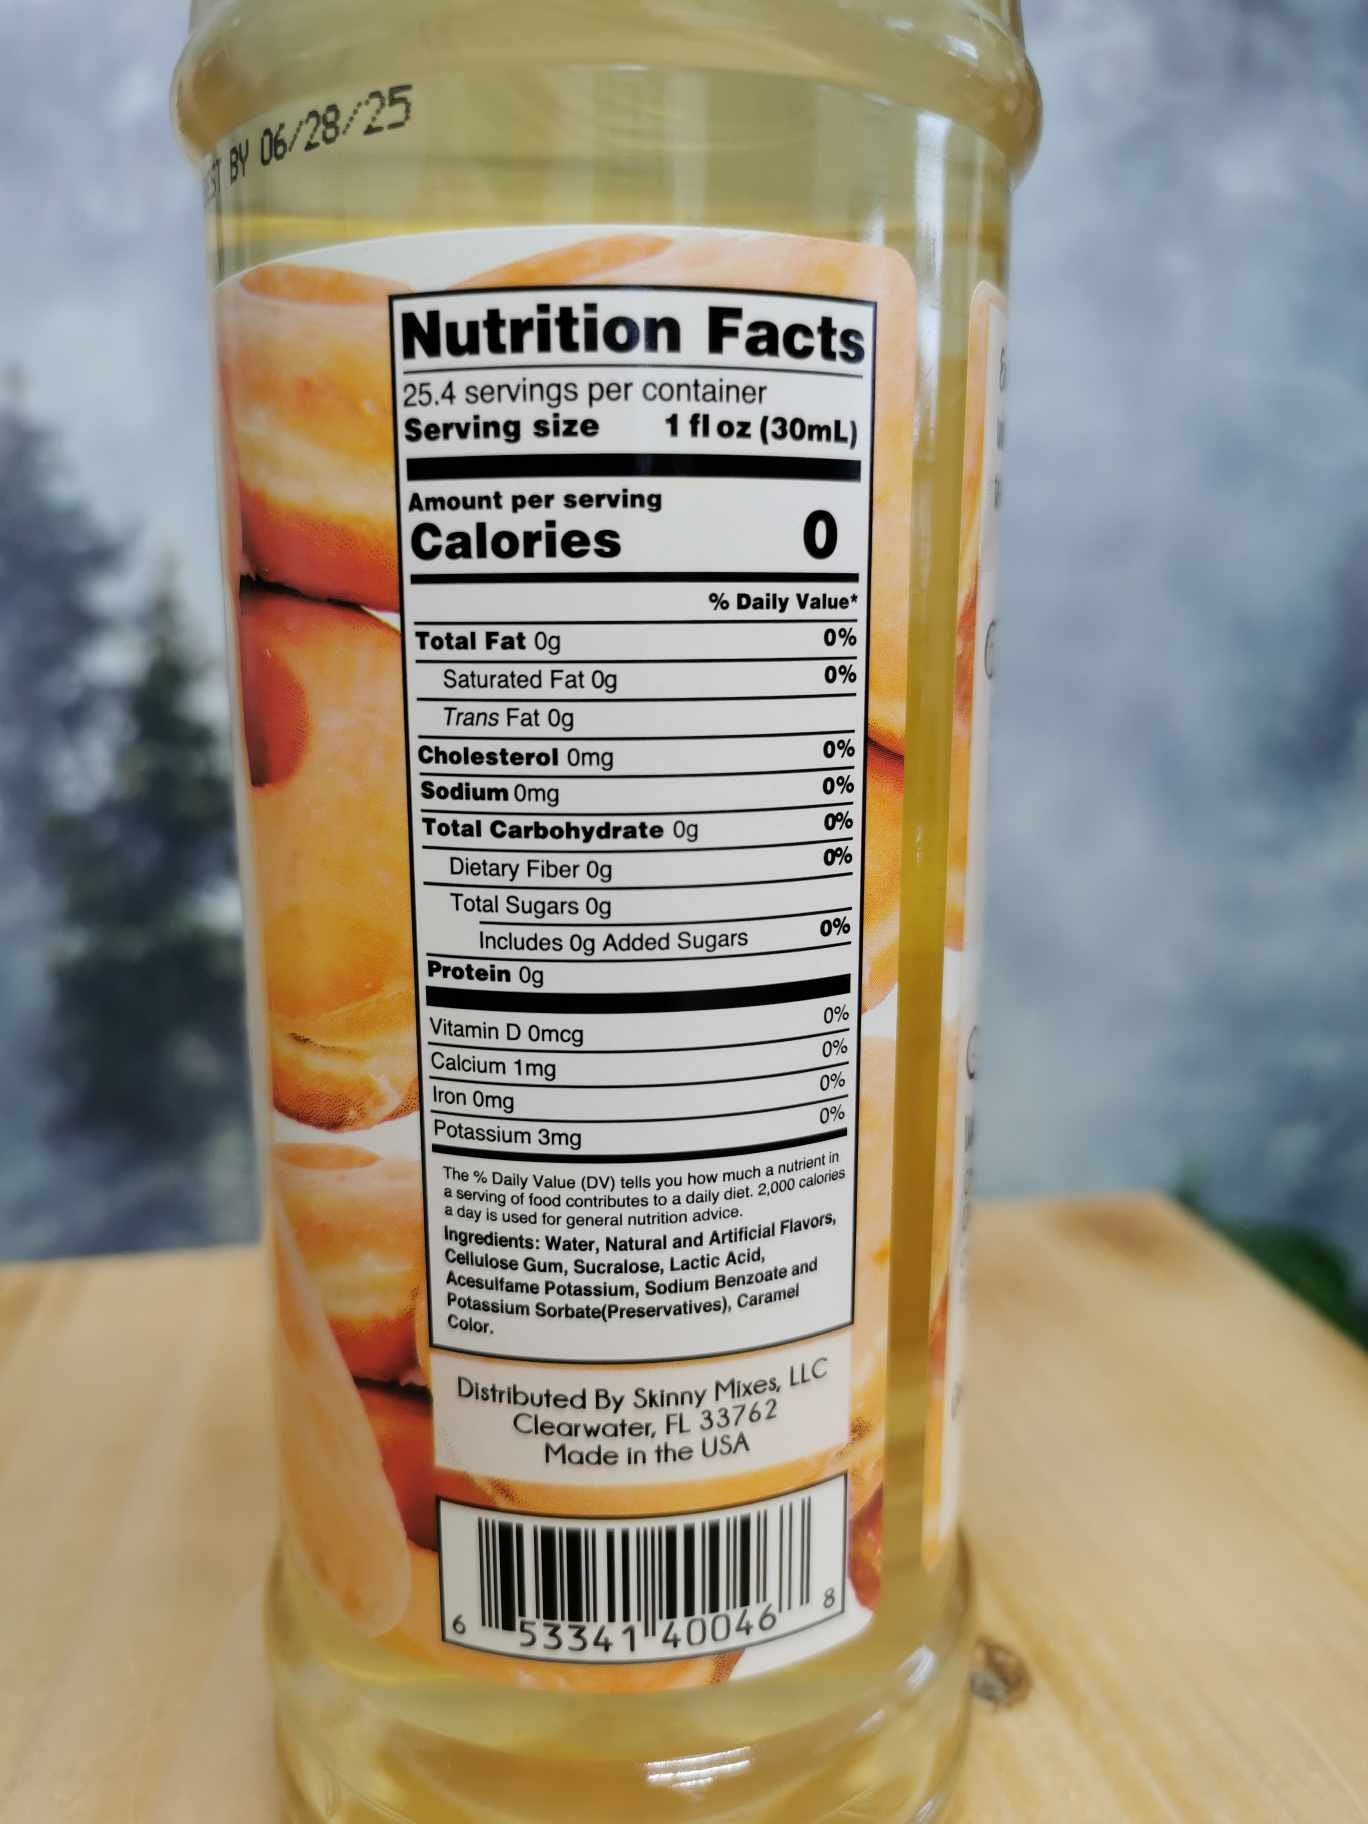 BY 06/28/25
Nutrition Facts
25.4 servings per container
Serving size 1 fl oz (30mL)
Amount per serving
Calories 0
% Daily Value*
Total Fat 0g 0%
Saturated Fat 0g 0%
Trans Fat 0g
Cholesterol 0mg 0%
Sodium 0mg 0%
Total Carbohydrate 0g 0%
Dietary Fiber 0g 0%
Total Sugars 0g
Includes 0g Added Sugars 0%
Protein 0g
Vitamin D 0mcg 0%
Calcium 1mg 0%
Iron 0mg 0%
Potassium 3mg 0%
The % Daily Value (DV) tells you how much a nutrient in
a serving of food contributes to a daily diet. 2,000 calories
a day is used for general nutrition advice.
Ingredients: Water, Natural and Artificial Flavors,
Cellulose Gum, Sucralose, Lactic Acid,
Acesulfame Potassium, Sodium Benzoate and
Potassium Sorbate(Preservatives), Caramel
Color.
Distributed By Skinny Mixes, LLC
Clearwater, FL 33762
Made in the USA
6 53341 40046 8